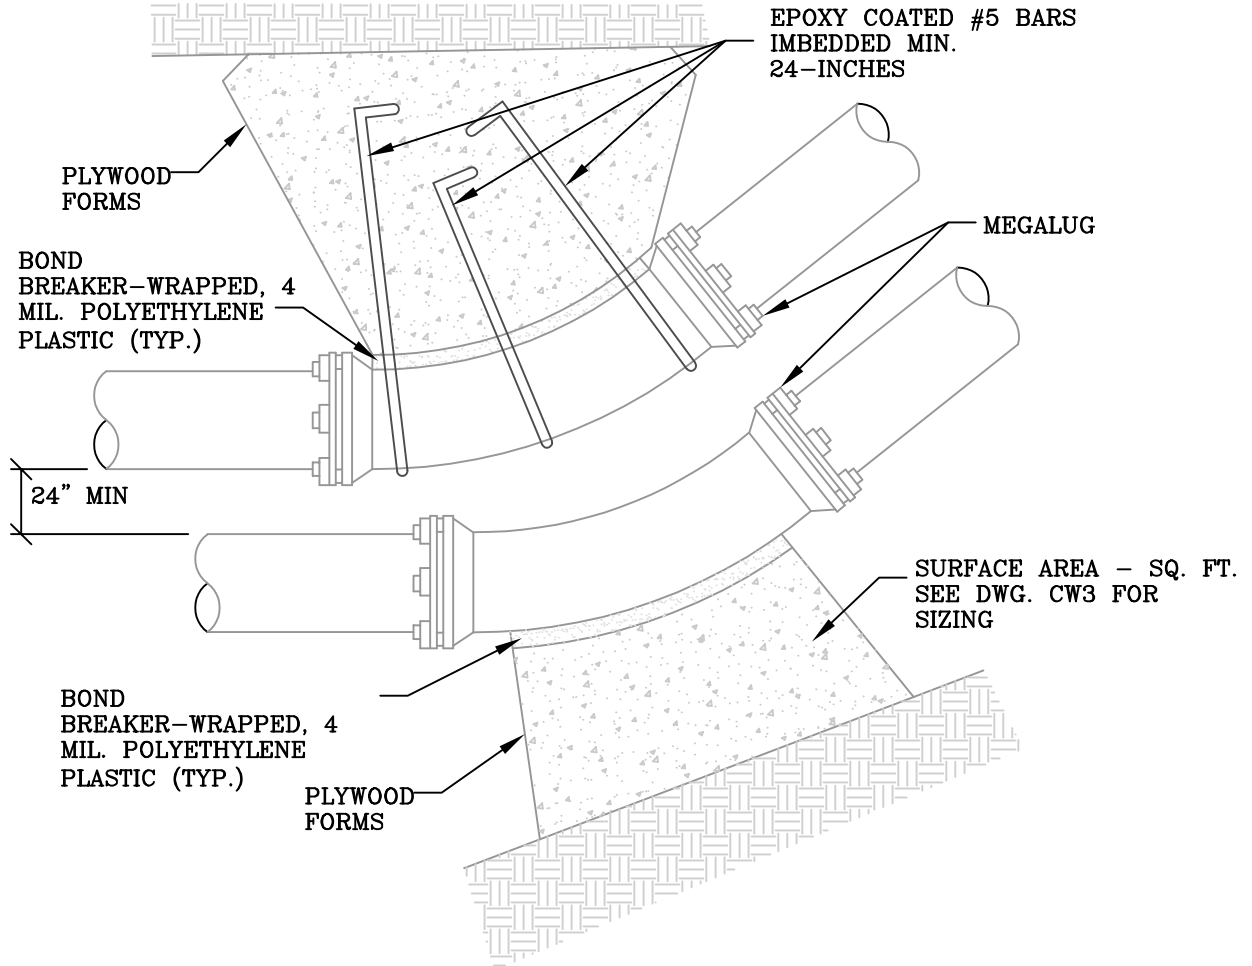 EPOXY COATED #5 BARS
IMBEDDED MIN.
24-INCHES
PLYWOOD
FORMS
MEGALUG
BOND
BREAKER-WRAPPED, 4
MIL. POLYETHYLENE
PLASTIC (TYP.)
24" MIN
SURFACE AREA - SQ. FT.
SEE DWG. CW3 FOR
SIZING
BOND
BREAKER-WRAPPED, 4
MIL. POLYETHYLENE
PLASTIC (TYP.)
PLYWOOD
FORMS